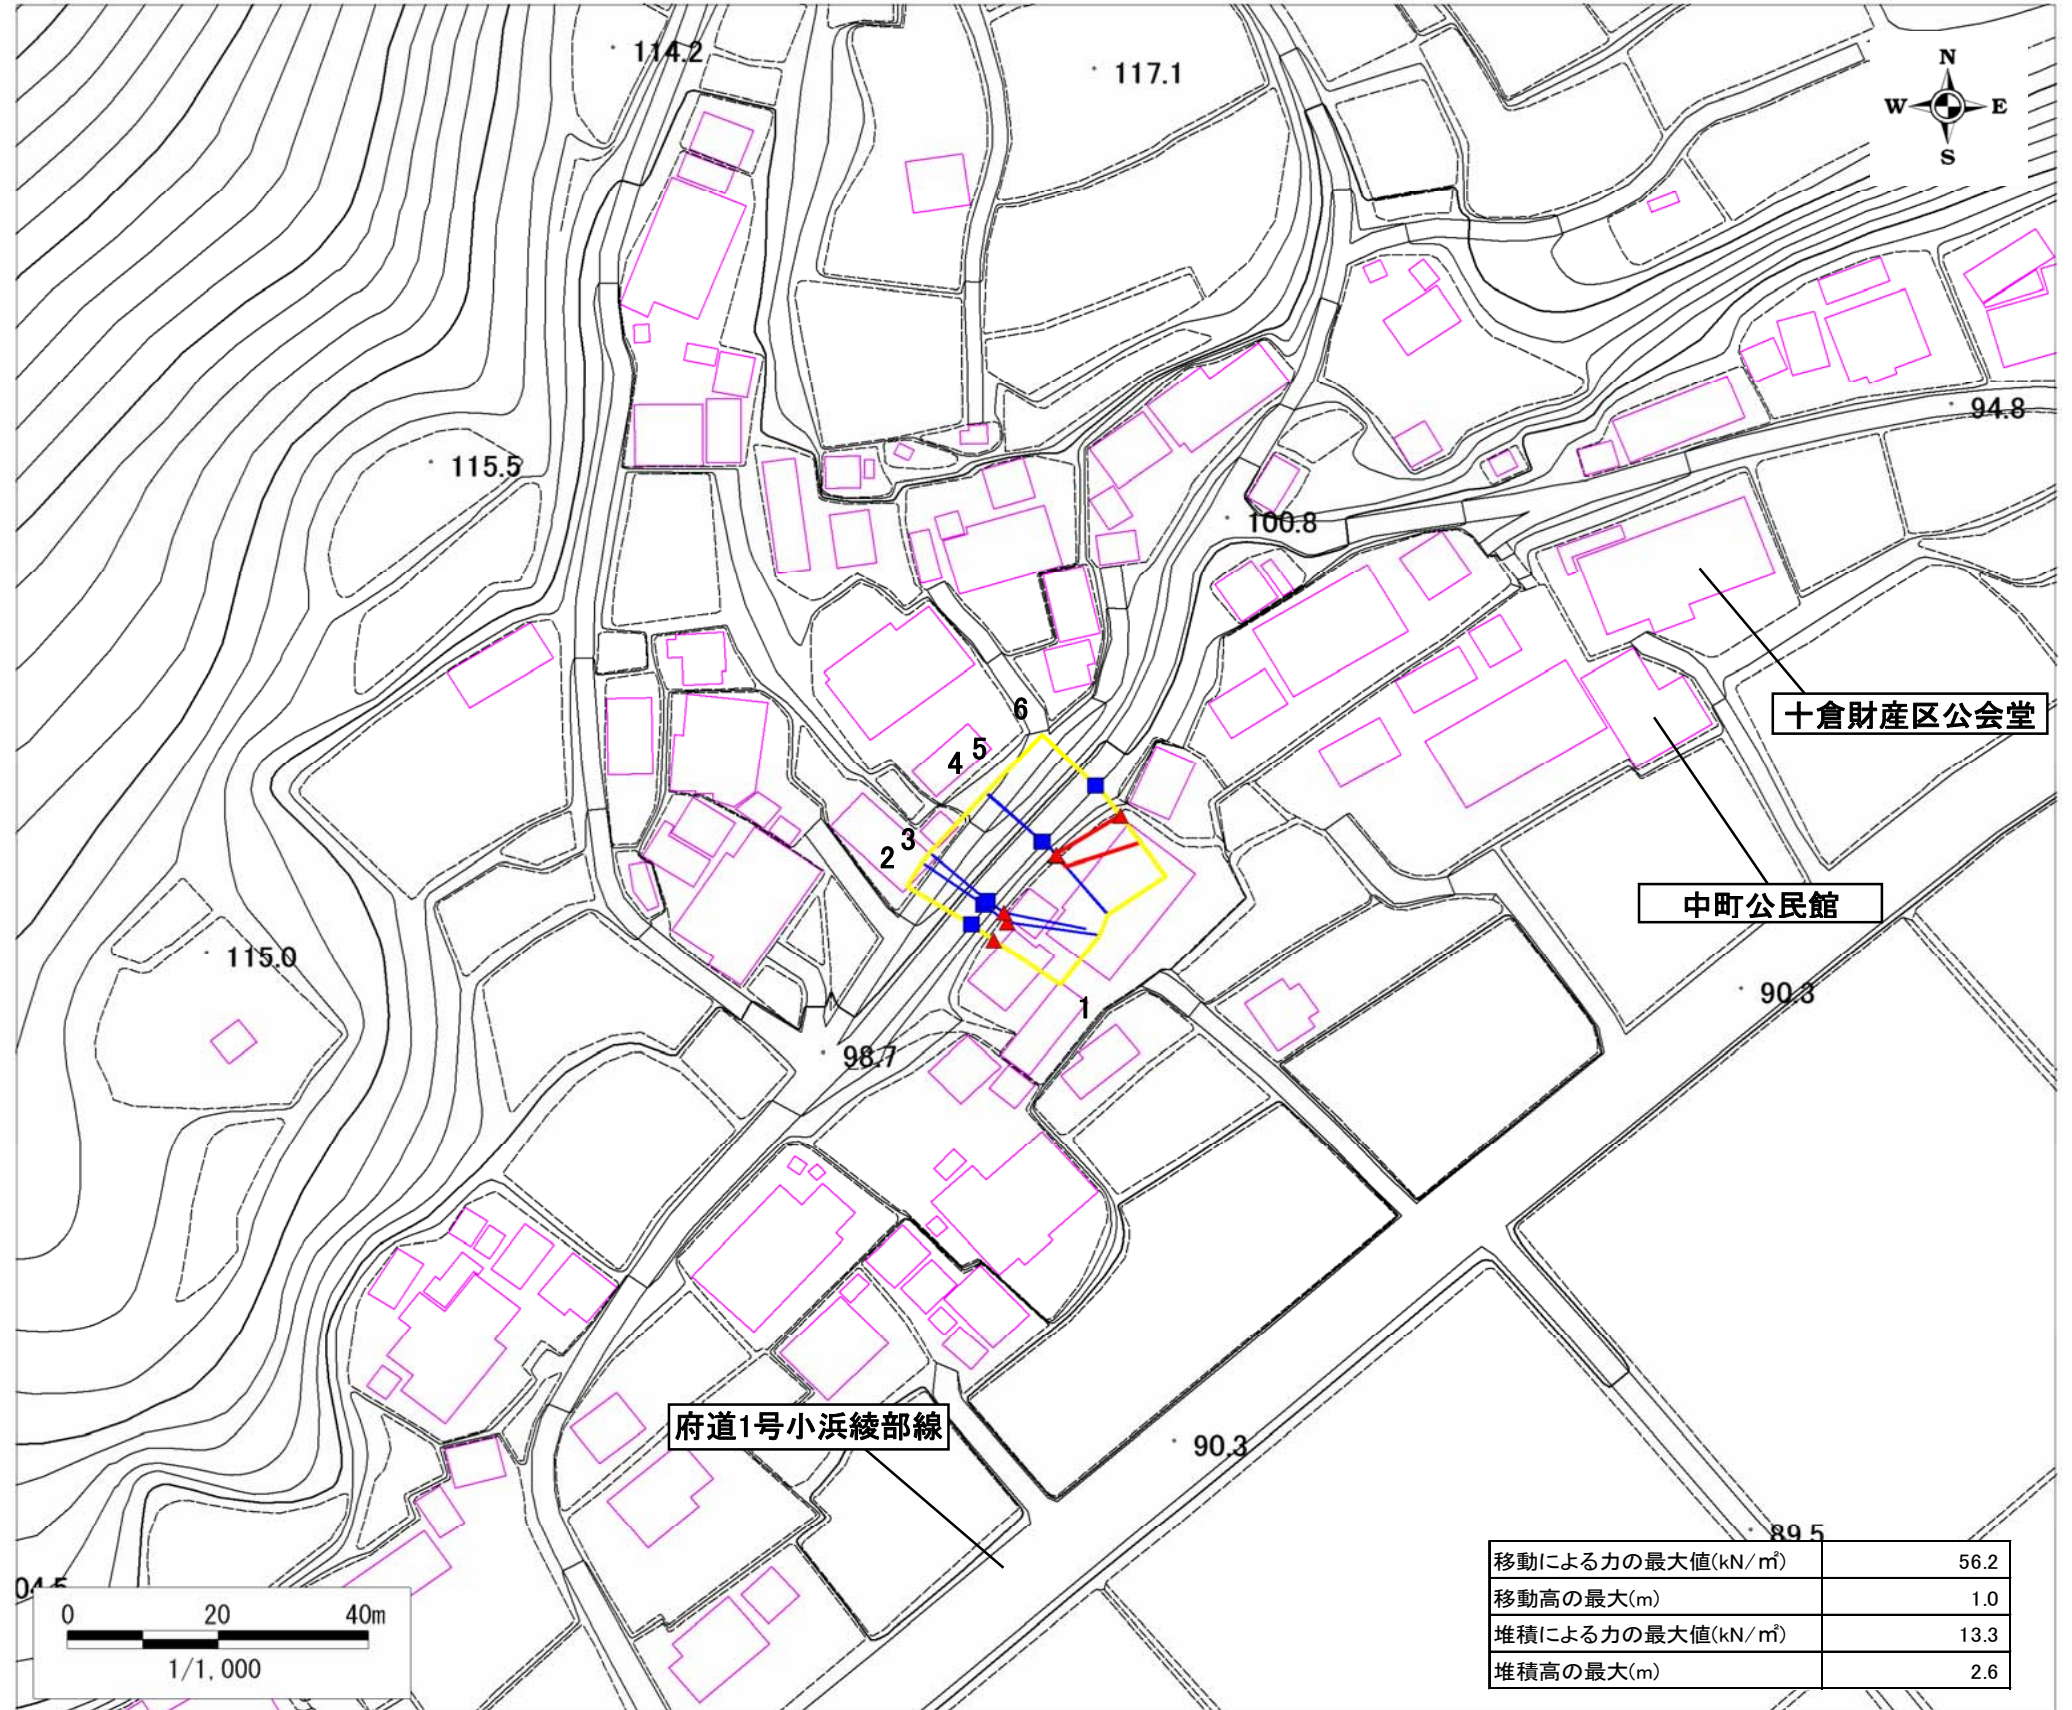 114.2
117.1
N
W E
S
94.8
115.5
100.8
6
十倉財産区公会堂
5
4
3
2
中町公民館
115.0
1
90.3
98.7
府道1号小浜綾部線
90.3
89.5
移動による力の最大値(kN/㎡) 56.2
移動高の最大(m) 1.0
堆積による力の最大値(kN/㎡) 13.3
堆積高の最大(m) 2.6
04.5
0 20 40m
1/1,000